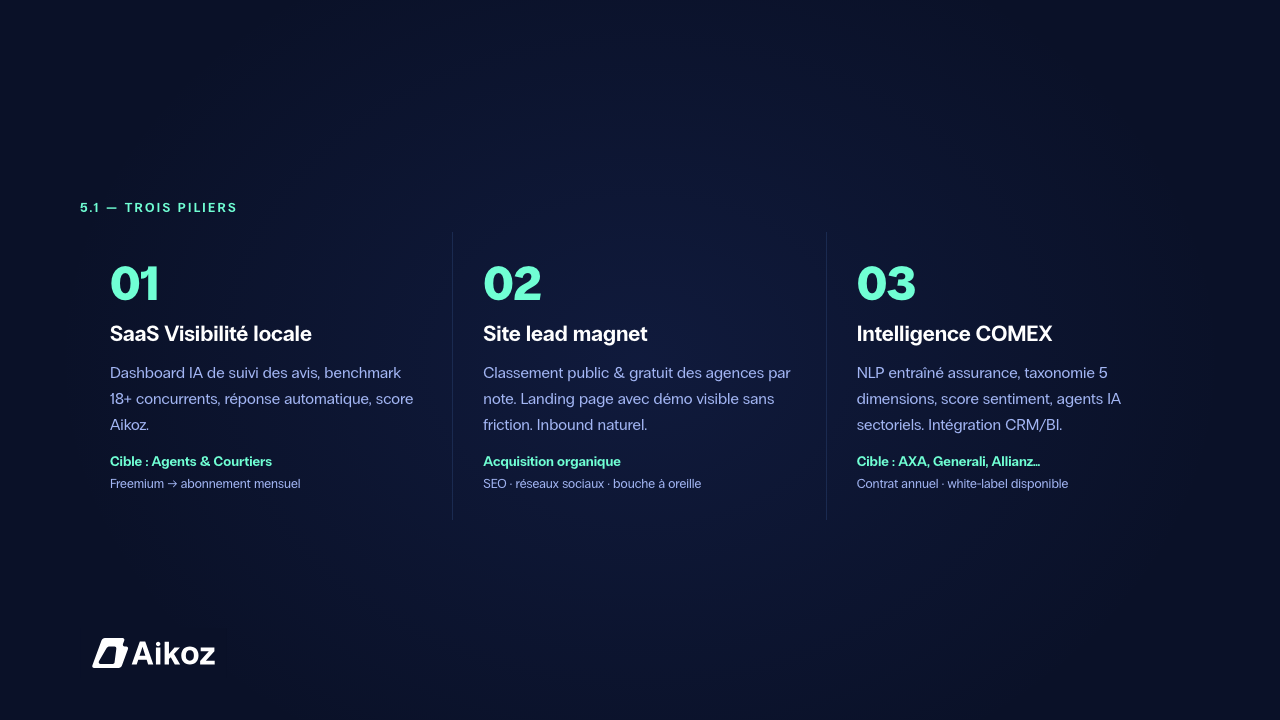 5.1 — TROIS PILIERS
01
SaaS Visibilité locale
Dashboard IA de suivi des avis, benchmark
18+ concurrents, réponse automatique, score
Aikoz.
Cible : Agents & Courtiers
Freemium → abonnement mensuel
02
Site lead magnet
Classement public & gratuit des agences par
note. Landing page avec démo visible sans
friction. Inbound naturel.
Acquisition organique
SEO · réseaux sociaux · bouche à oreille
03
Intelligence COMEX
NLP entraîné assurance, taxonomie 5
dimensions, score sentiment, agents IA
sectoriels. Intégration CRM/BI.
Cible : AXA, Generali, Allianz…
Contrat annuel · white-label disponible
Aikoz